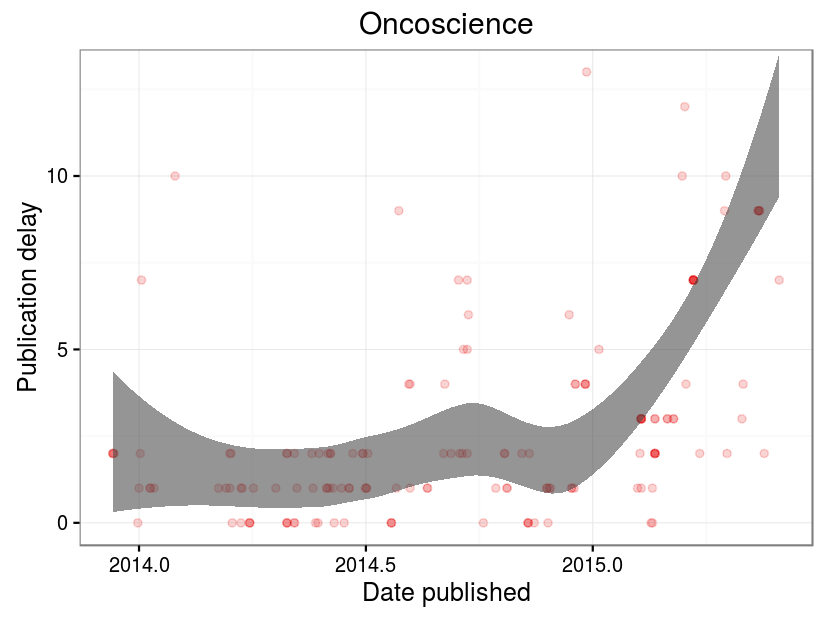 Oncoscience
Publication delay
10
5
0
2014.0 2014.5 2015.0
Date published